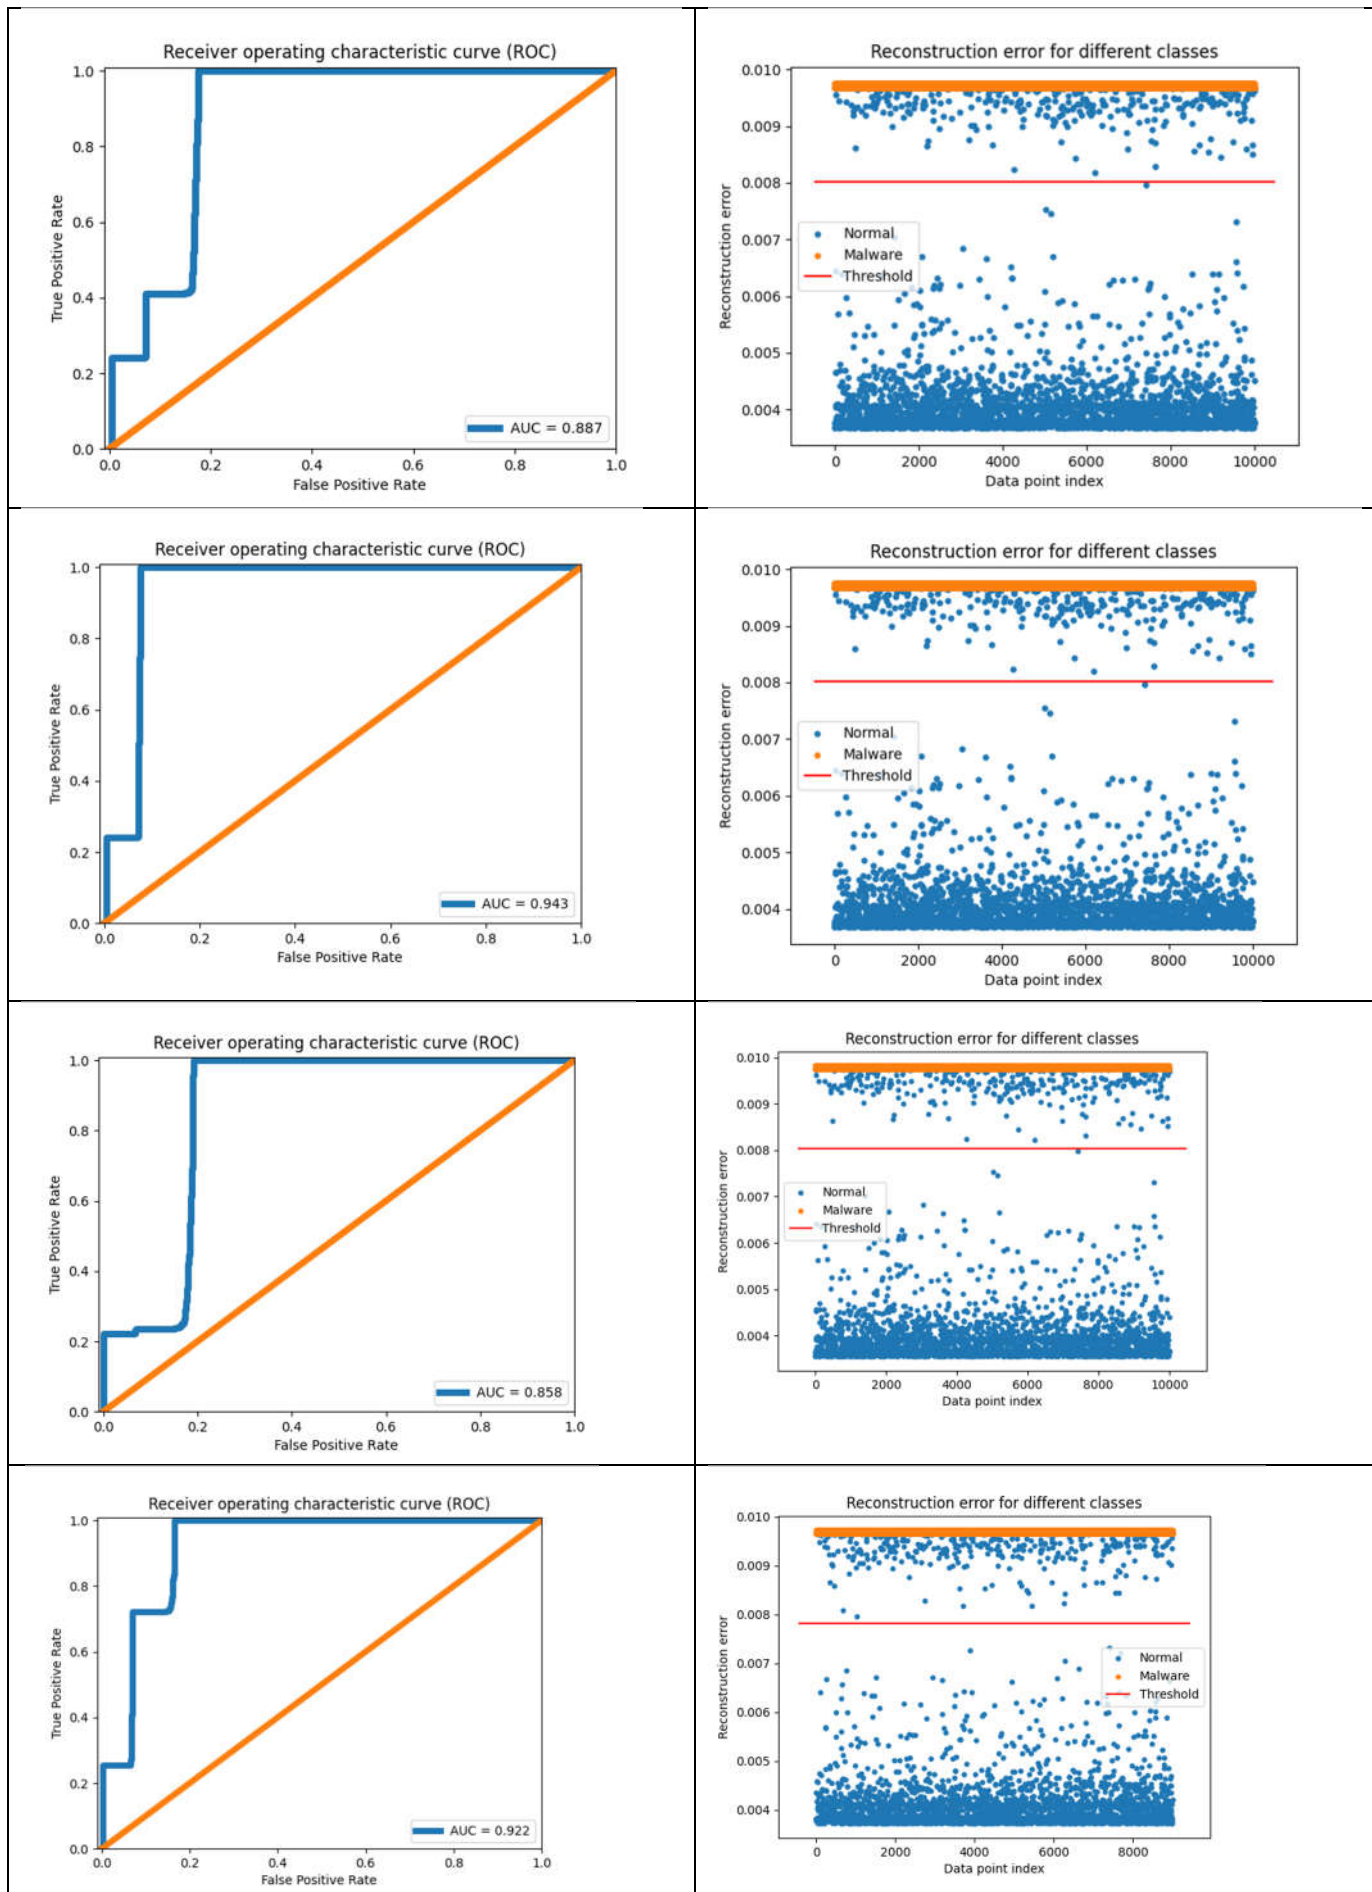 Receiver operating characteristic curve (ROC)
1.0
0.8
0.6
0.4
0.2
0.0
True Positive Rate
AUC = 0.887
0.0 0.2 0.4 0.6 0.8 1.0
False Positive Rate
Reconstruction error for different classes
0.010
0.009
0.008
0.007
0.006
0.005
0.004
Reconstruction error
Normal
Malware
Threshold
0 2000 4000 6000 8000 10000
Data point index
Receiver operating characteristic curve (ROC)
1.0
0.8
0.6
0.4
0.2
0.0
True Positive Rate
AUC = 0.943
0.0 0.2 0.4 0.6 0.8 1.0
False Positive Rate
Reconstruction error for different classes
0.010
0.009
0.008
0.007
0.006
0.005
0.004
Reconstruction error
Normal
Malware
Threshold
0 2000 4000 6000 8000 10000
Data point index
Receiver operating characteristic curve (ROC)
1.0
0.8
0.6
0.4
0.2
0.0
True Positive Rate
AUC = 0.858
0.0 0.2 0.4 0.6 0.8 1.0
False Positive Rate
Reconstruction error for different classes
0.010
0.009
0.008
0.007
0.006
0.005
0.004
Reconstruction error
Normal
Malware
Threshold
0 2000 4000 6000 8000 10000
Data point index
Receiver operating characteristic curve (ROC)
1.0
0.8
0.6
0.4
0.2
0.0
True Positive Rate
AUC = 0.922
0.0 0.2 0.4 0.6 0.8 1.0
False Positive Rate
Reconstruction error for different classes
0.010
0.009
0.008
0.007
0.006
0.005
0.004
Reconstruction error
Normal
Malware
Threshold
0 2000 4000 6000 8000
Data point index